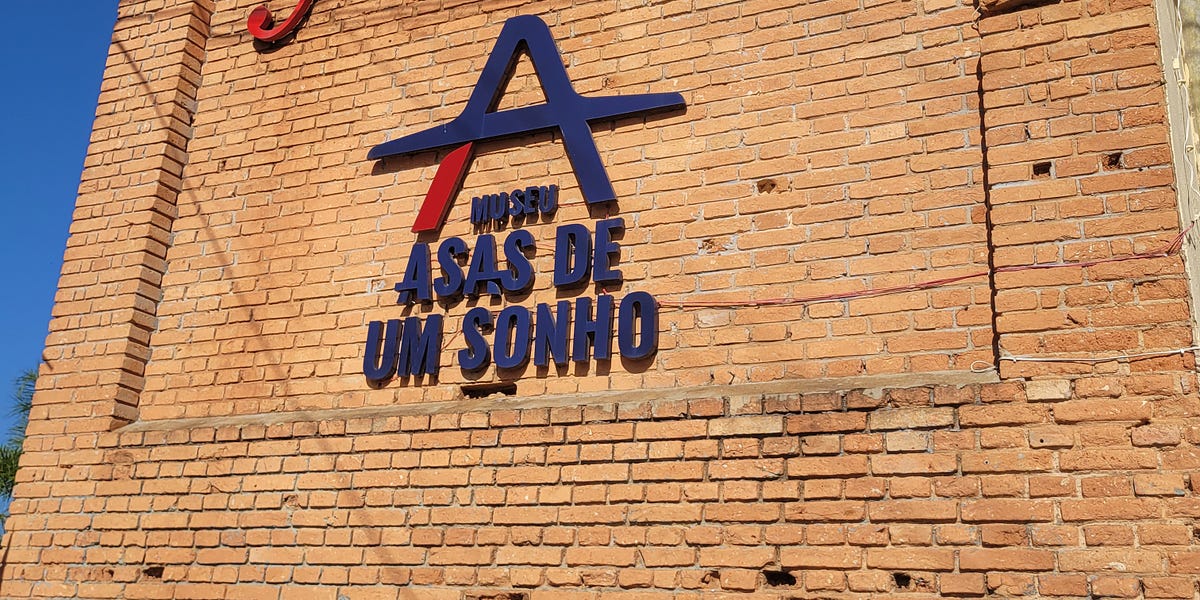 MUSEU
ASAS DE
UM SONHO